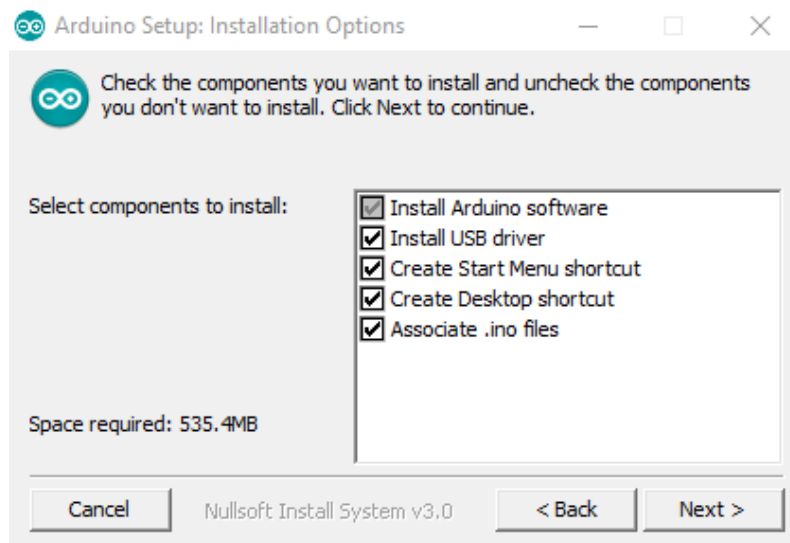 Arduino Setup: Installation Options
Check the components you want to install and uncheck the components
you don't want to install. Click Next to continue.
Select components to install:
Install Arduino software
Install USB driver
Create Start Menu shortcut
Create Desktop shortcut
Associate .ino files
Space required: 535.4MB
Cancel
Nullsoft Install System v3.0
< Back
Next >